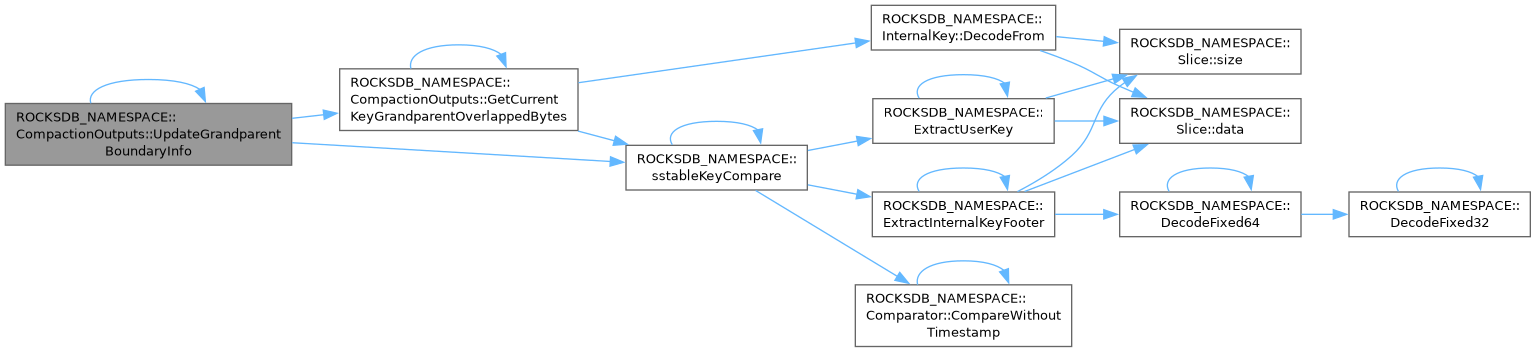 ROCKSDB_NAMESPACE::
CompactionOutputs::UpdateGrandparent
BoundaryInfo
ROCKSDB_NAMESPACE::
CompactionOutputs::GetCurrent
KeyGrandparentOverlappedBytes
ROCKSDB_NAMESPACE::
InternalKey::DecodeFrom
ROCKSDB_NAMESPACE::
Slice::size
ROCKSDB_NAMESPACE::
Slice::data
ROCKSDB_NAMESPACE::
sstableKeyCompare
ROCKSDB_NAMESPACE::
ExtractUserKey
ROCKSDB_NAMESPACE::
ExtractInternalKeyFooter
ROCKSDB_NAMESPACE::
DecodeFixed64
ROCKSDB_NAMESPACE::
DecodeFixed32
ROCKSDB_NAMESPACE::
Comparator::CompareWithout
Timestamp